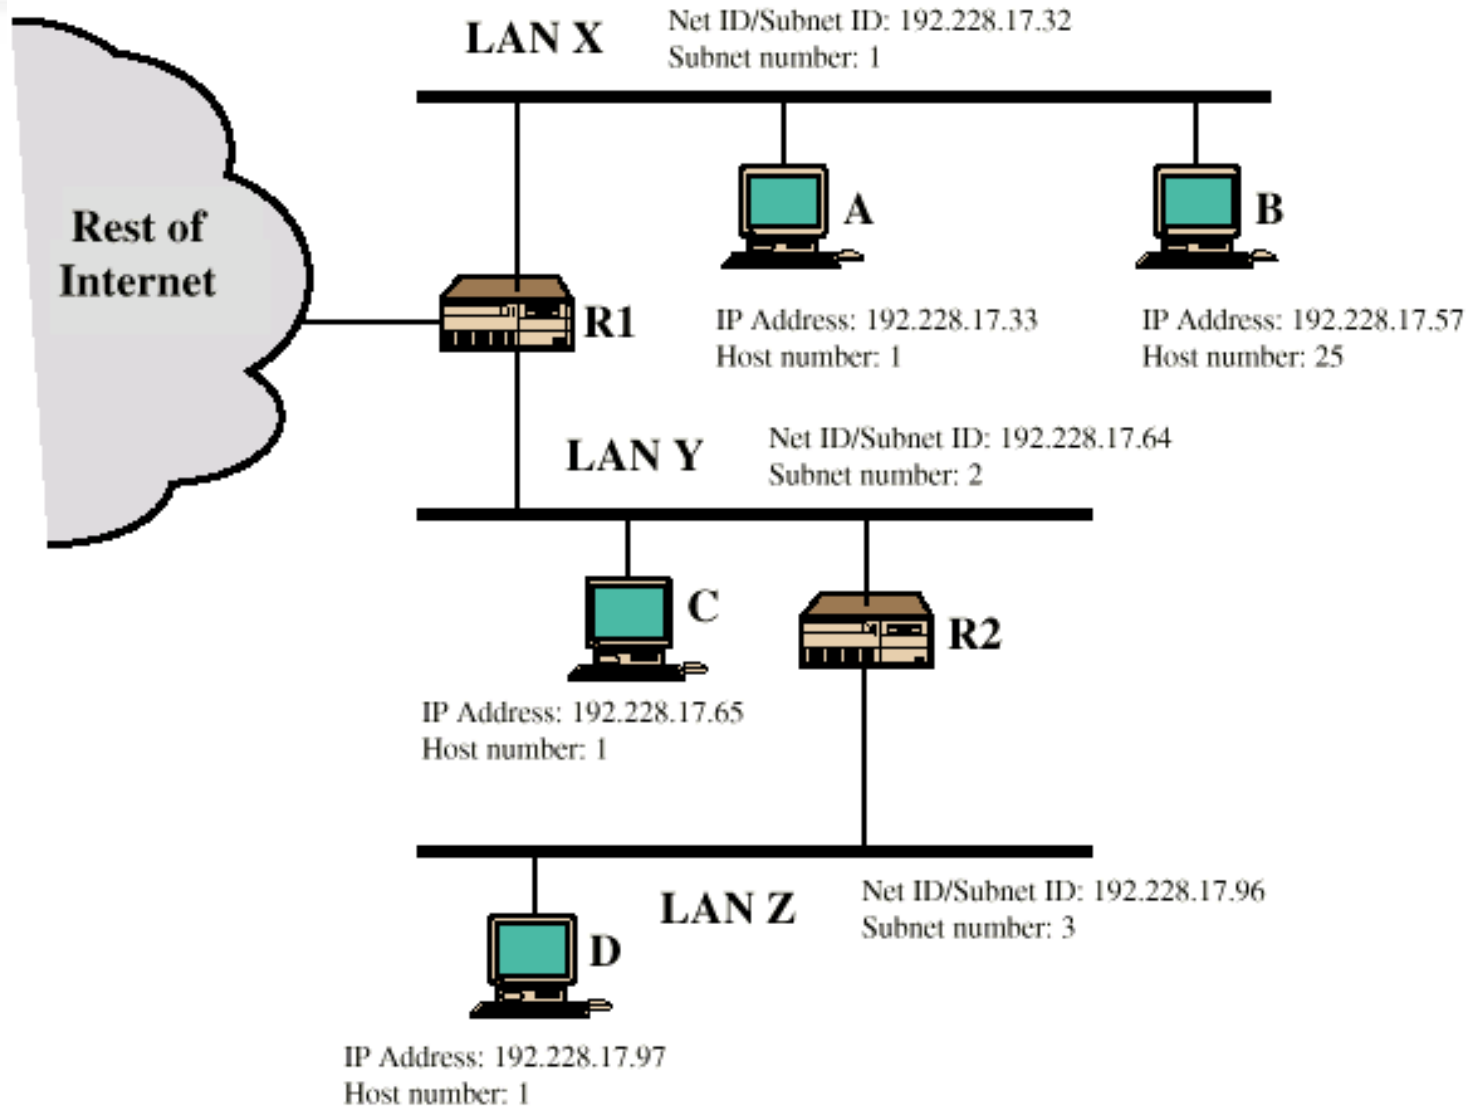 LAN X
Net ID/Subnet ID: 192.228.17.32
Subnet number: 1
Rest of
Internet
A
B
R1
IP Address: 192.228.17.33
Host number: 1
IP Address: 192.228.17.57
Host number: 25
LAN Y
Net ID/Subnet ID: 192.228.17.64
Subnet number: 2
C
R2
IP Address: 192.228.17.65
Host number: 1
LAN Z
Net ID/Subnet ID: 192.228.17.96
Subnet number: 3
D
IP Address: 192.228.17.97
Host number: 1